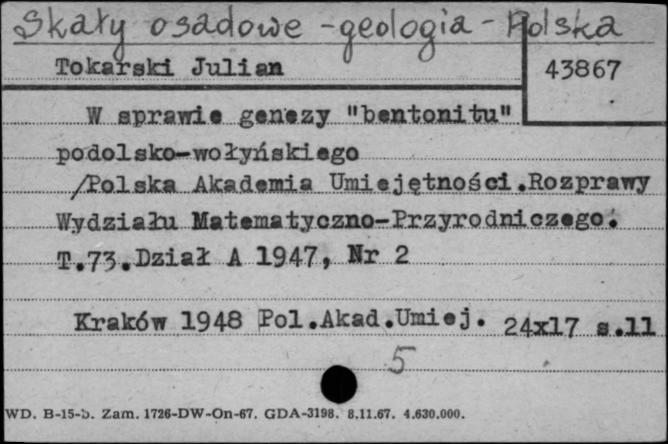 Skały osadowe - geologia - Polska
Tokarski Julian
43867
W sprawie genezy "bentonitu"
podolsko-wołyńskiego
/Polska Akademia Umiejętności.Rozprawy
Wydziału Matematyczno-Przyrodniczego.
T.73.Dział A 1947, Nr 2
Kraków 1948 Pol.Akad.Umiej. 24x17 s.11
5
WD. B-15-b. Zam. 1726-DW-On-67. GDA-3198. 8.11.67. 4.630.000.